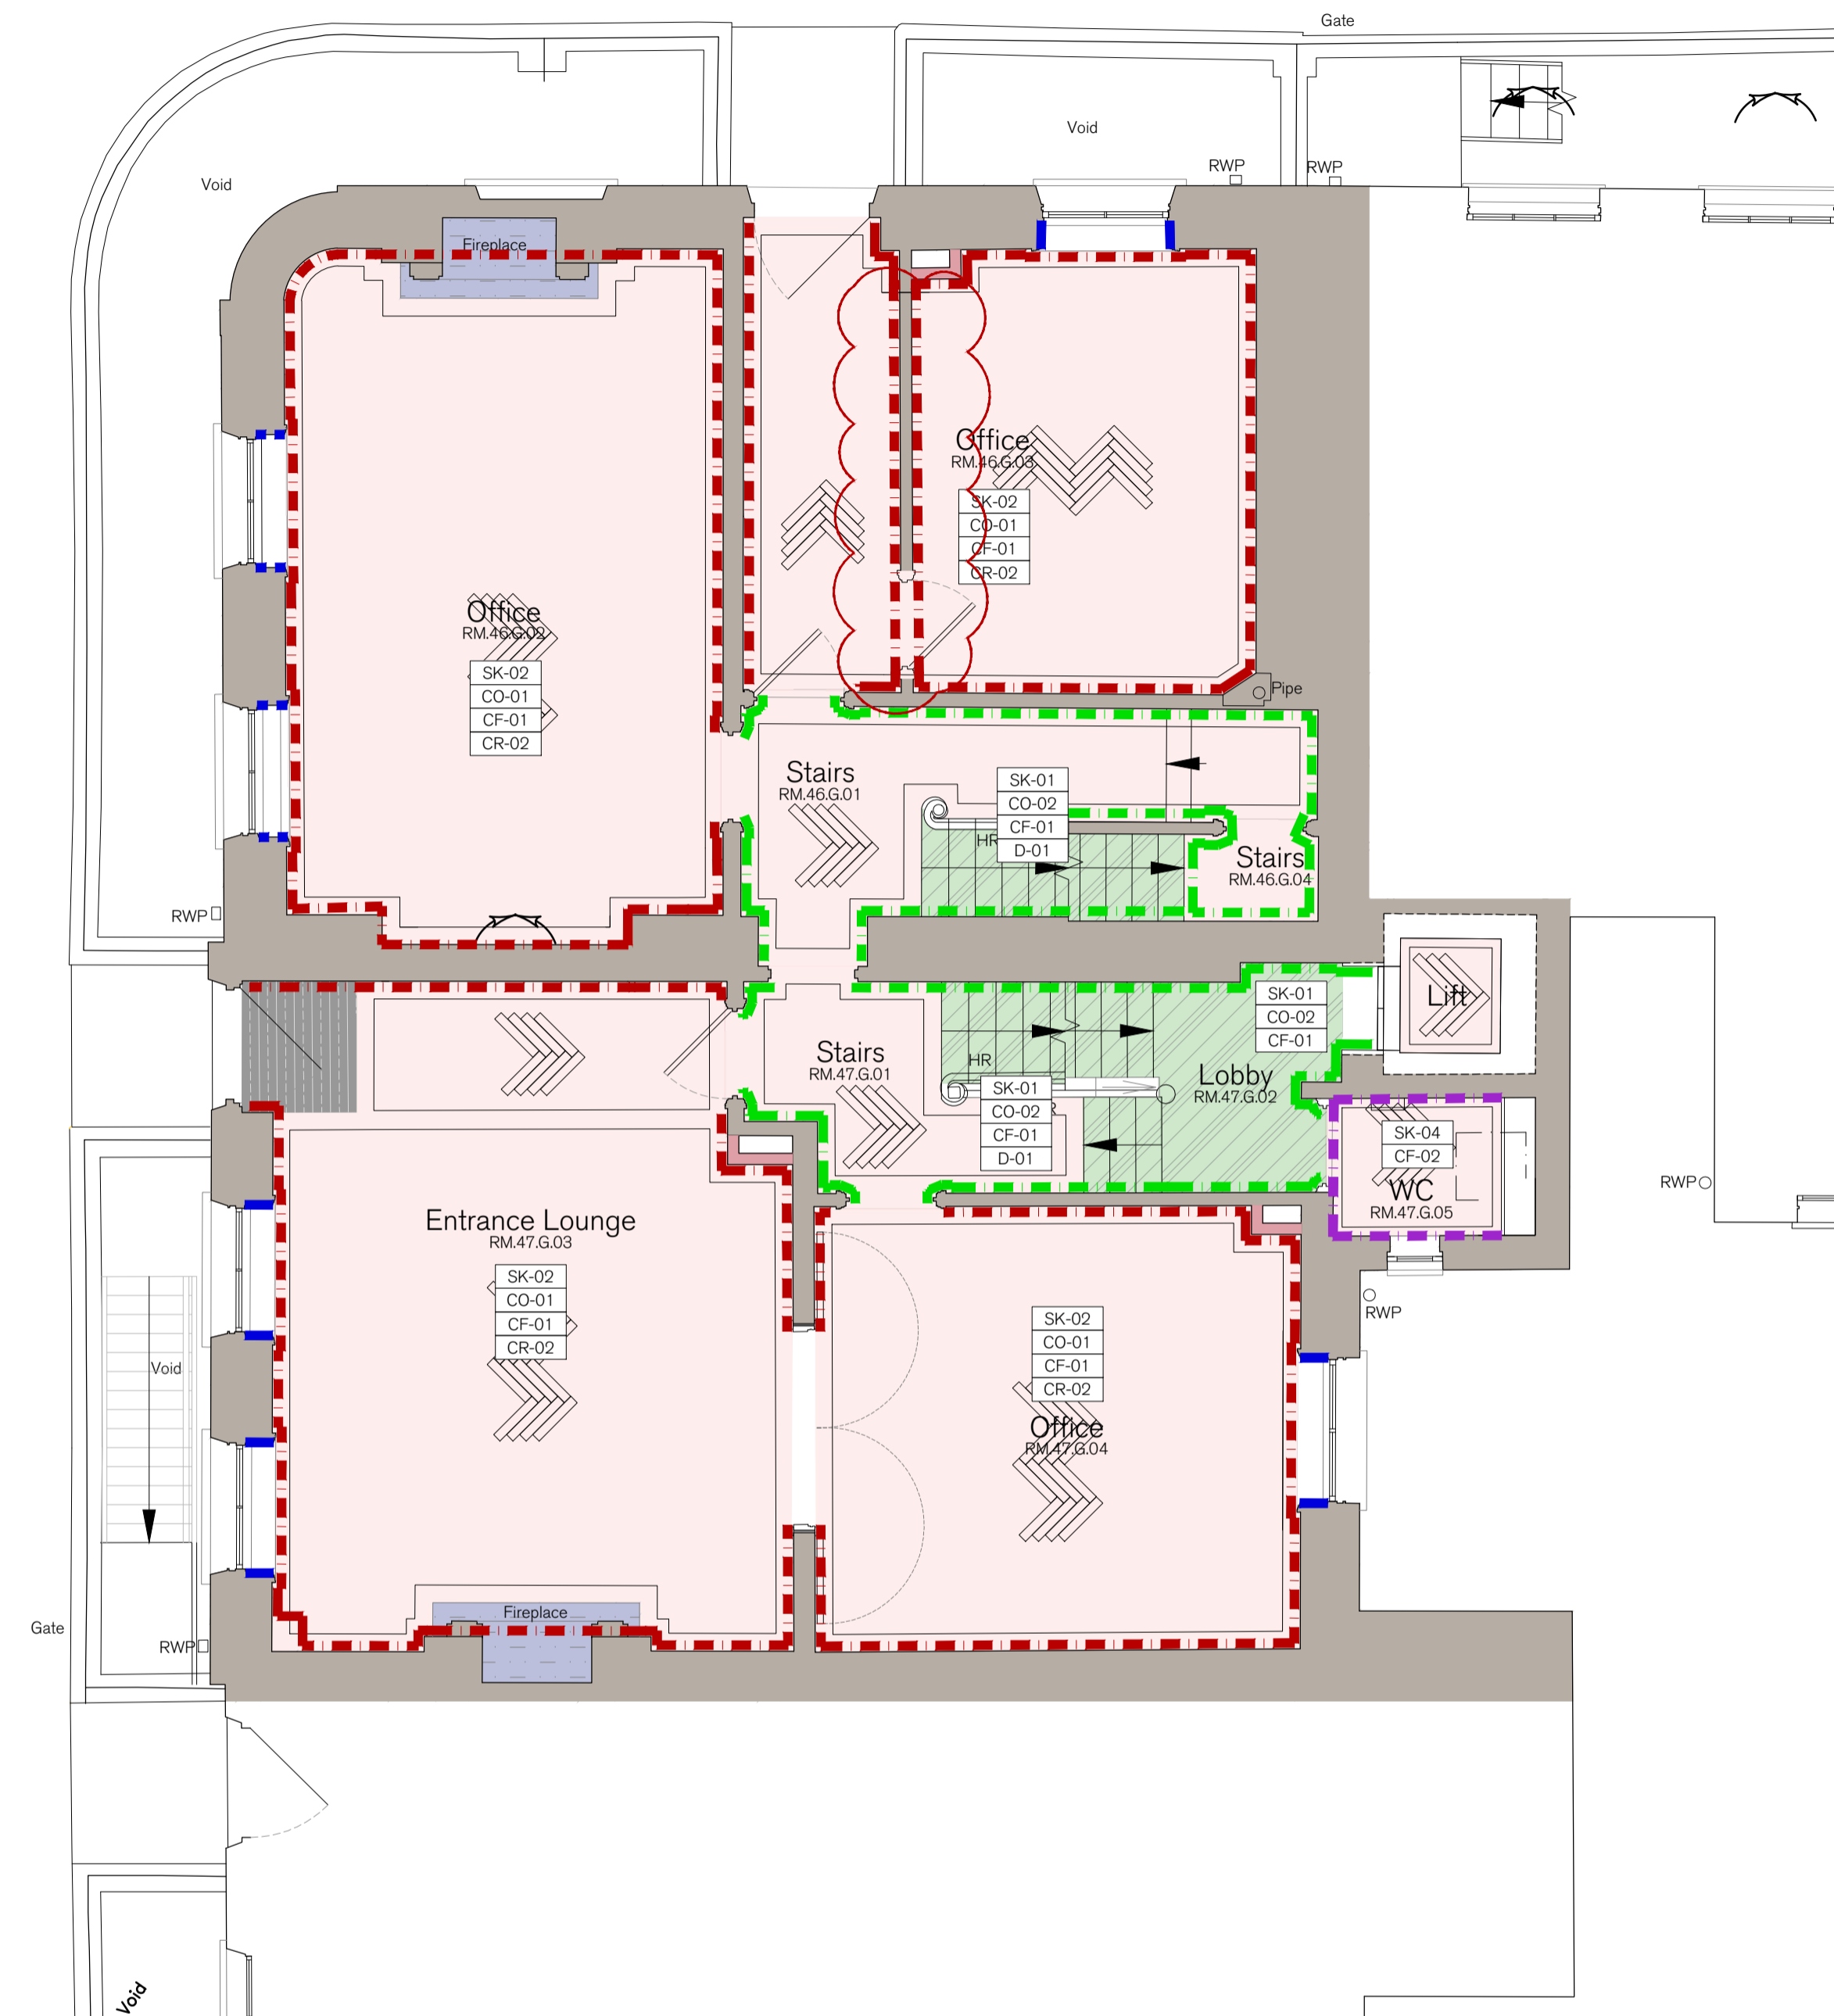 Gate
Void
RWP
RWP
Void
Fireplace
Office
RM.46.G.03
SK-02
CO-01
CF-01
CR-02
Office
RM.46.G.02
SK-02
CO-01
CF-01
CR-02
Pipe
Stairs
RM.46.G.01
SK-01
CO-02
CF-01
D-01
HR
Stairs
RM.46.G.04
RWP
Lift
SK-01
CO-02
CF-01
Stairs
RM.47.G.01
HR
Lobby
RM.47.G.02
SK-01
CO-02
CF-01
D-01
SK-04
CF-02
WC
RM.47.G.05
RWP
Entrance Lounge
RM.47.G.03
SK-02
CO-01
CF-01
CR-02
RWP
SK-02
CO-01
CF-01
CR-02
Office
RM.47.G.04
Void
Fireplace
Gate
RWP
Void